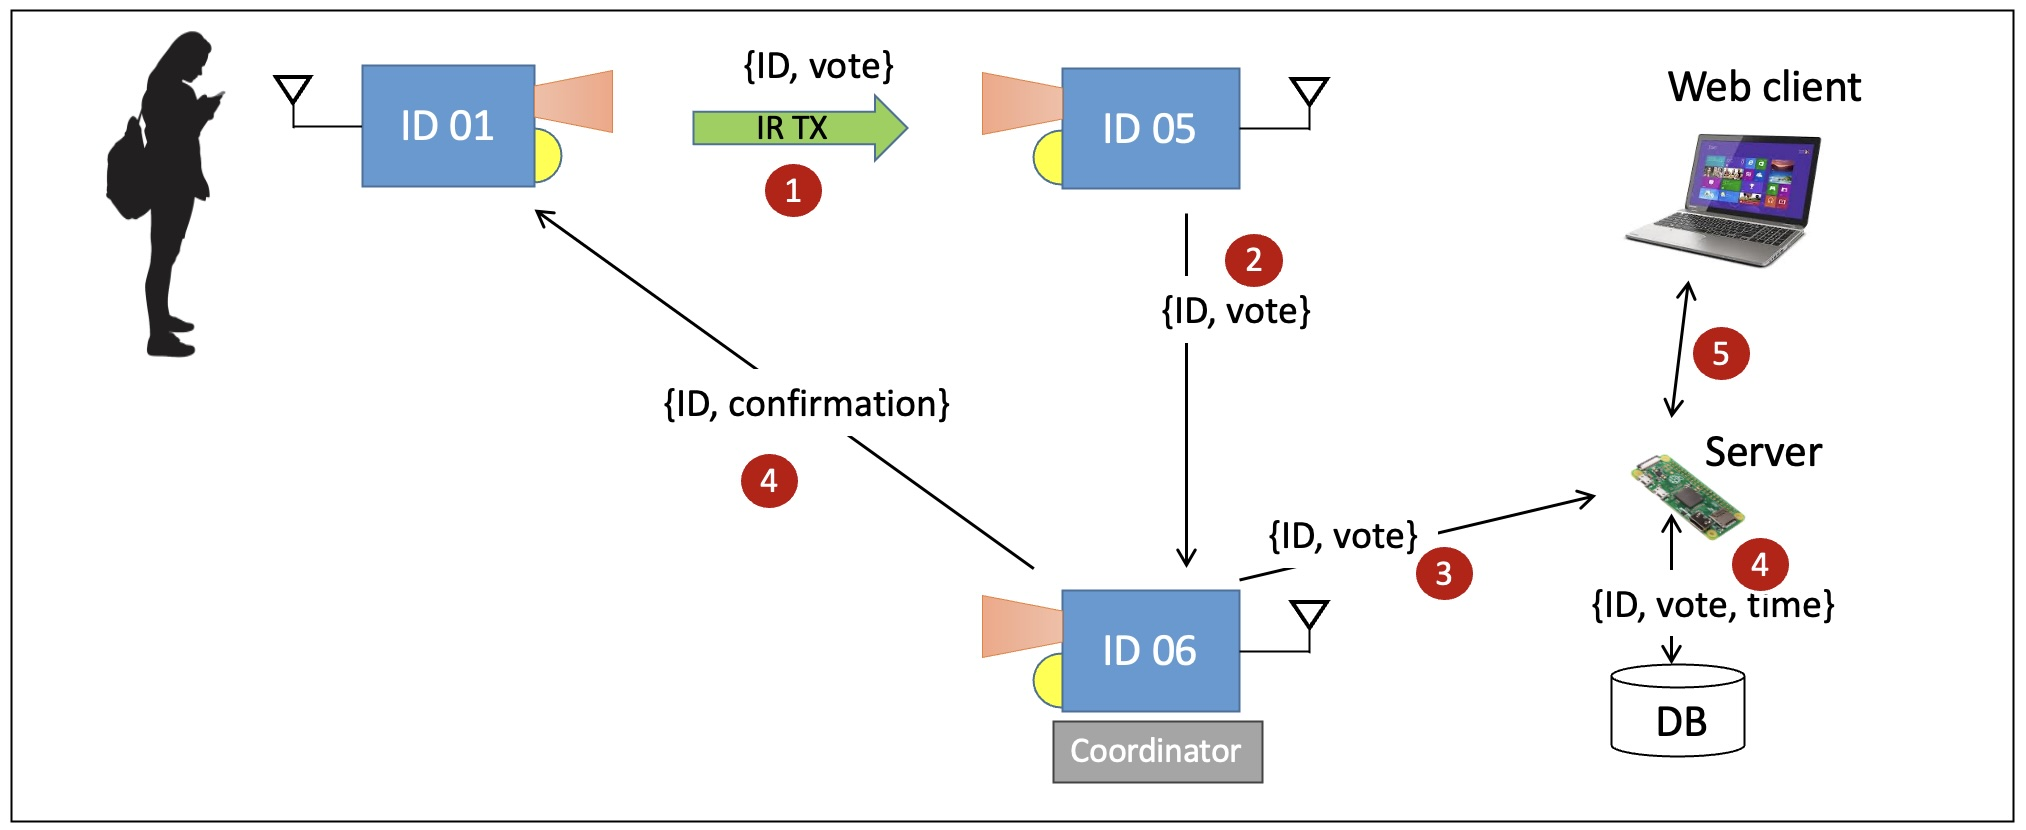 {ID, vote}
ID 01
IR TX
ID 05
1
Web client
2
{ID, vote}
5
{ID, confirmation}
4
Server
{ID, vote}
3
4
{ID, vote, time}
ID 06
DB
Coordinator